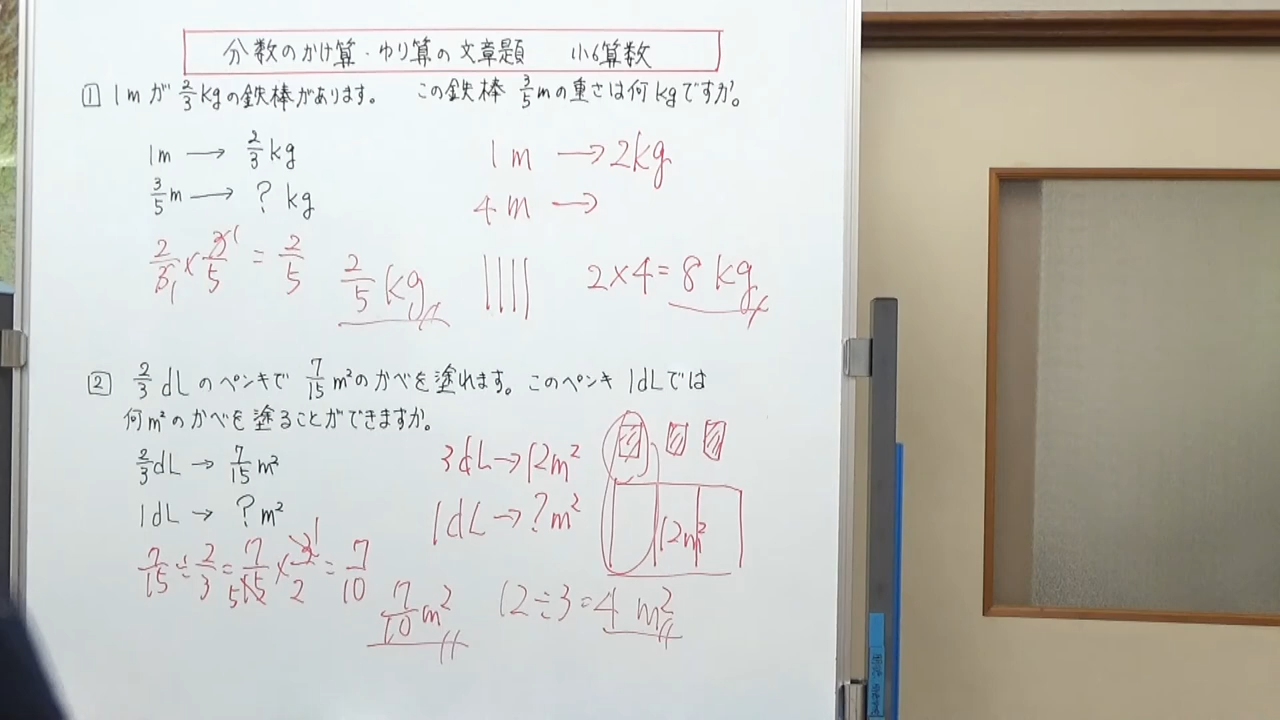 分数のかけ算・わり算の文章題 小6算数
1 1mが2/3kgの鉄棒があります。 この鉄棒3/5mの重さは何kgですか。
1m → 2/3 kg
3/5m → ? kg
2/3 × 3/5 = 2/5
2/5 kg
1m → 2kg
4m →
2×4=8kg
2 2/3 dLのペンキで 7/15 m²のかべを塗れます。このペンキ1dLでは
何m²のかべを塗ることができますか。
2/3dL → 7/15 m²
1dL → ? m²
7/15 ÷ 2/3 = 7/15 × 3/2 = 7/10
5 1
7/10 m²
3dL → 12m²
1dL → ?m²
12m²
12÷3=4m²